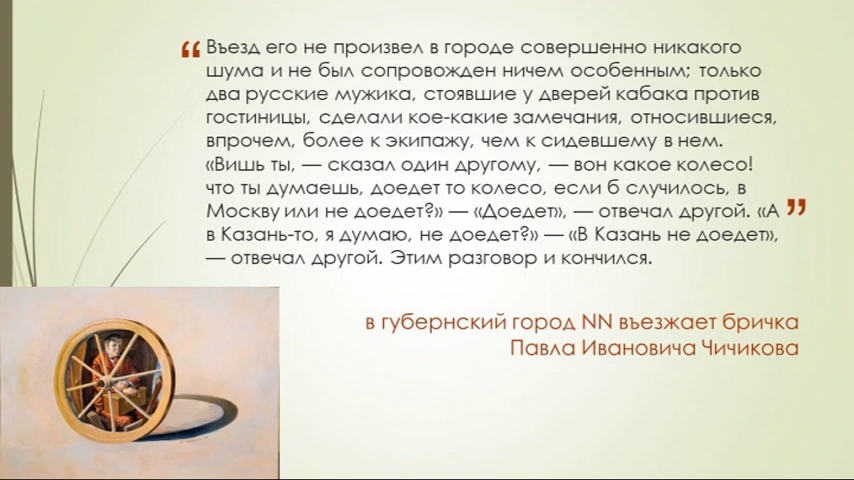 “ Въезд его не произвел в городе совершенно никакого
шума и не был сопровожден ничем особенным; только
два русские мужика, стоявшие у дверей кабака против
гостиницы, сделали кое-какие замечания, относившиеся,
впрочем, более к экипажу, чем к сидевшему в нем.
«Вишь ты, — сказал один другому, — вон какое колесо!
что ты думаешь, доедет то колесо, если б случилось, в
Москву или не доедет?» — «Доедет», — отвечал другой. «А ”
в Казань-то, я думаю, не доедет?» — «В Казань не доедет»,
— отвечал другой. Этим разговор и кончился.
в губернский город NN въезжает бричка
Павла Ивановича Чичикова